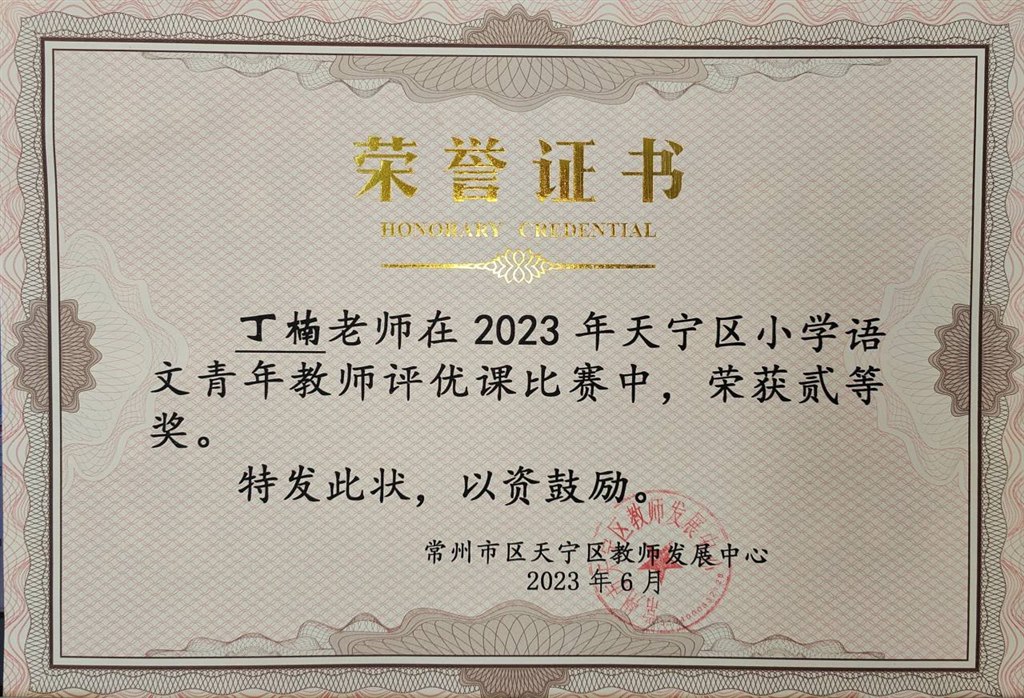 荣誉证书
HONORARY CREDENTIAL
丁楠老师在2023年天宁区小学语
文青年教师评优课比赛中，荣获贰等
奖。
特发此状，以资鼓励。
常州市区天宁区教师发展中心
2023年6月